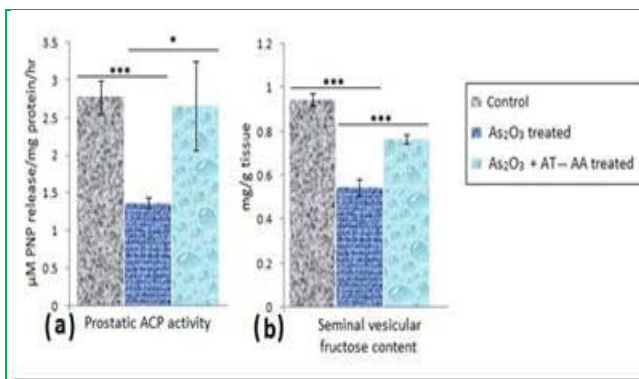 µM PNP release/mg protein/hr
3.5
3
2.5
2
1.5
1
0.5
0
***
*
(a)
Prostatic ACP activity
mg/g tissue
1.2
1
0.8
0.6
0.4
0.2
0
***
***
(b)
Seminal vesicular
fructose content
Control
As₂O₃ treated
As₂O₃ + AT— AA treated